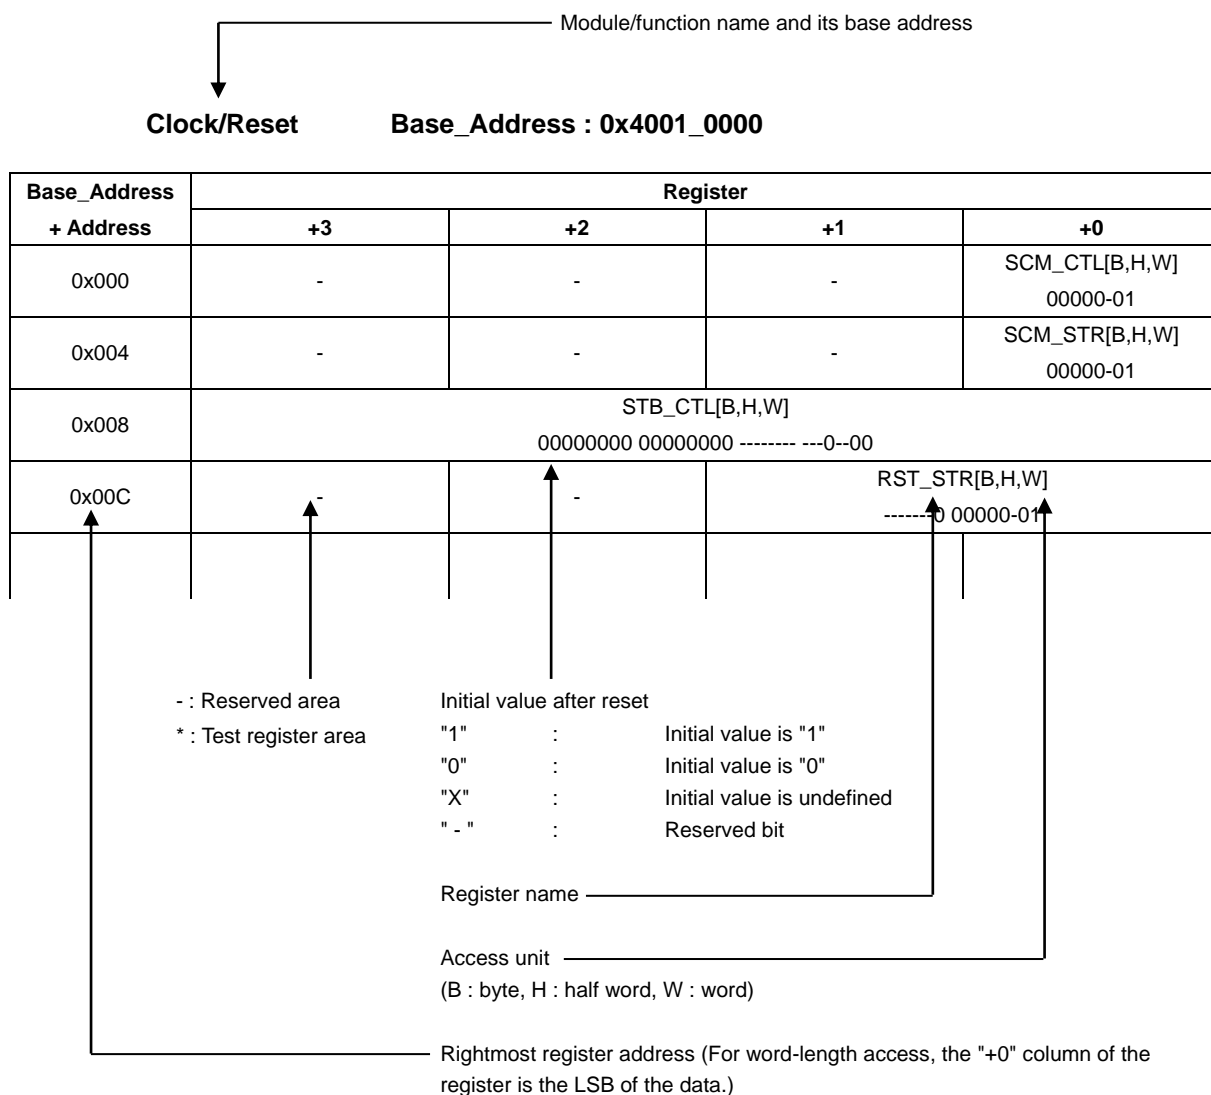 Module/function name and its base address
Clock/Reset Base_Address : 0x4001_0000
Base_Address + Address Register
+3 +2 +1 +0
0x000 - - - SCM_CTL[B,H,W]
00000-01
0x004 - - - SCM_STR[B,H,W]
00000-01
0x008 STB_CTL[B,H,W]
00000000 00000000 -------- ---0--00
0x00C - - RST_STR[B,H,W]
-------0 00000-01
- : Reserved area
* : Test register area
Initial value after reset
"1" : Initial value is "1"
"0" : Initial value is "0"
"X" : Initial value is undefined
" - " : Reserved bit
Register name
Access unit
(B : byte, H : half word, W : word)
Rightmost register address (For word-length access, the "+0" column of the
register is the LSB of the data.)